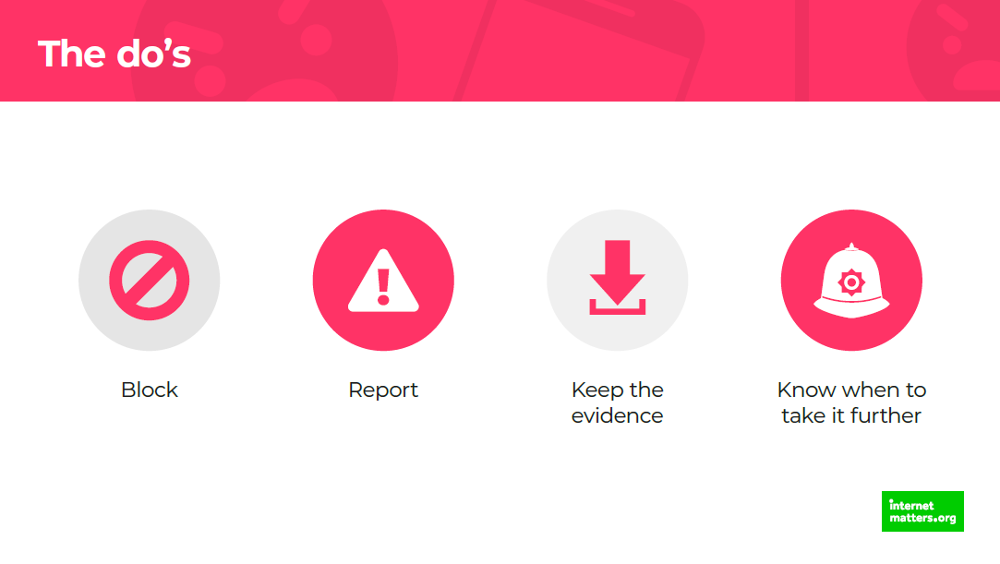 The do’s
Block
Report
Keep the
evidence
Know when to
take it further
internet
matters.org